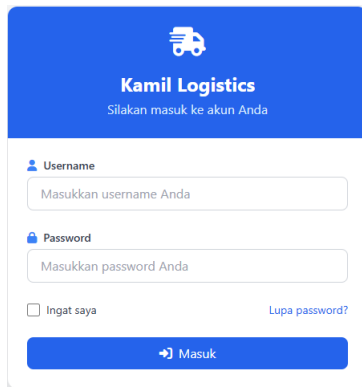 Kamil Logistics
Silakan masuk ke akun Anda
Username
Masukkan username Anda
Password
Masukkan password Anda
Ingat saya
Lupa password?
Masuk